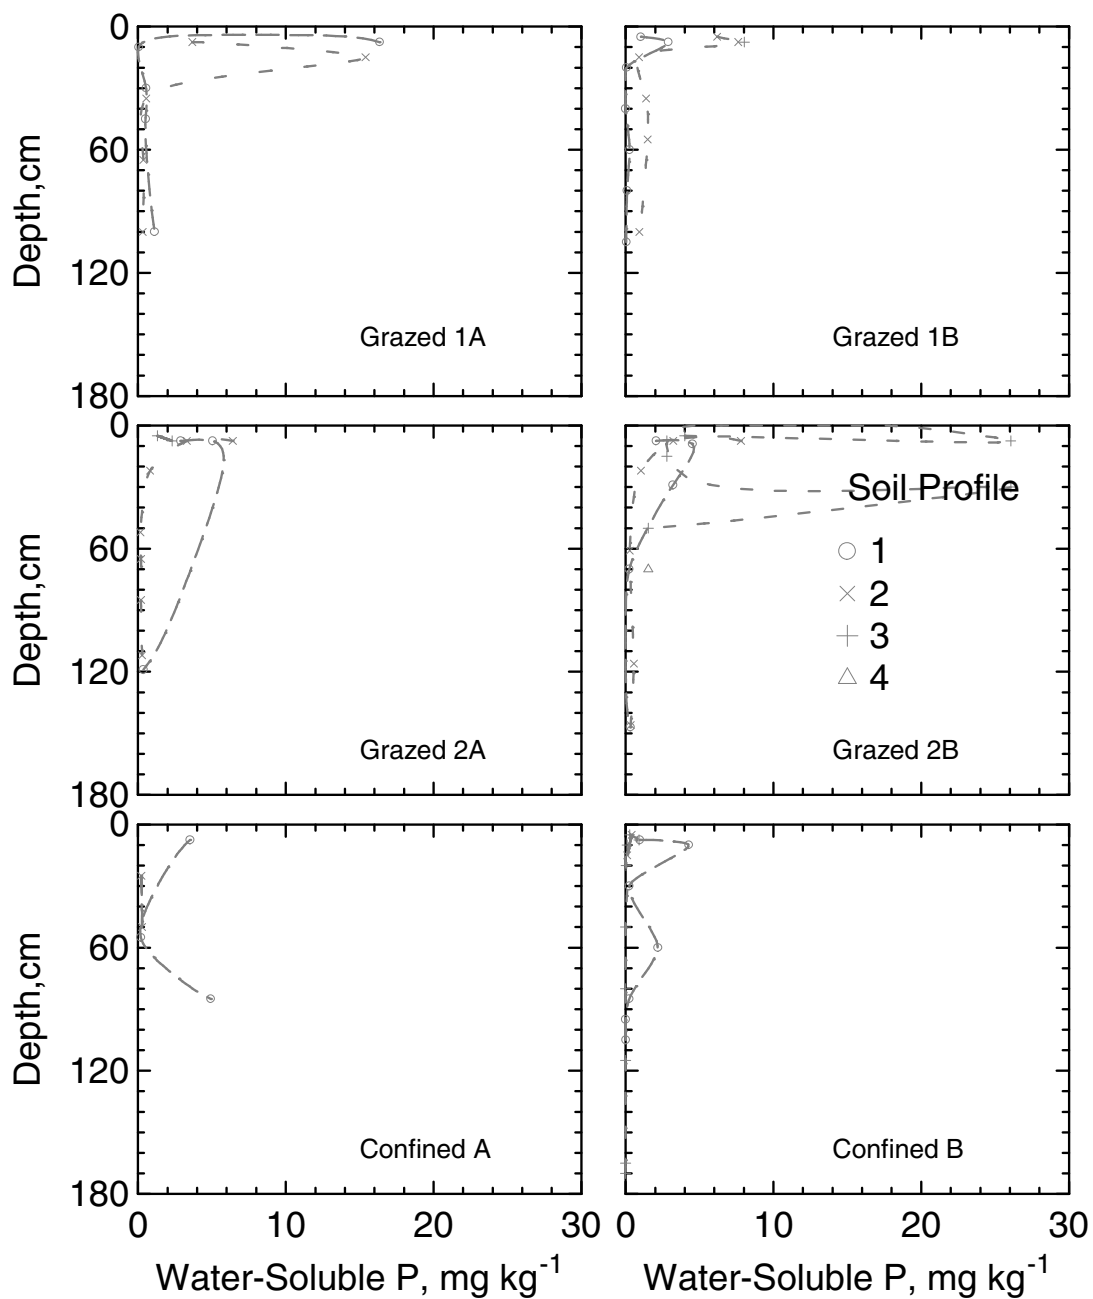 0
60
120
180
Depth,cm
Grazed 1A
Grazed 1B
0
60
120
180
Depth,cm
Grazed 2A
Soil Profile
1
2
3
4
Grazed 2B
0
60
120
180
Depth,cm
Confined A
Confined B
0 10 20 30 0 10 20 30
Water-Soluble P, mg kg⁻¹ Water-Soluble P, mg kg⁻¹